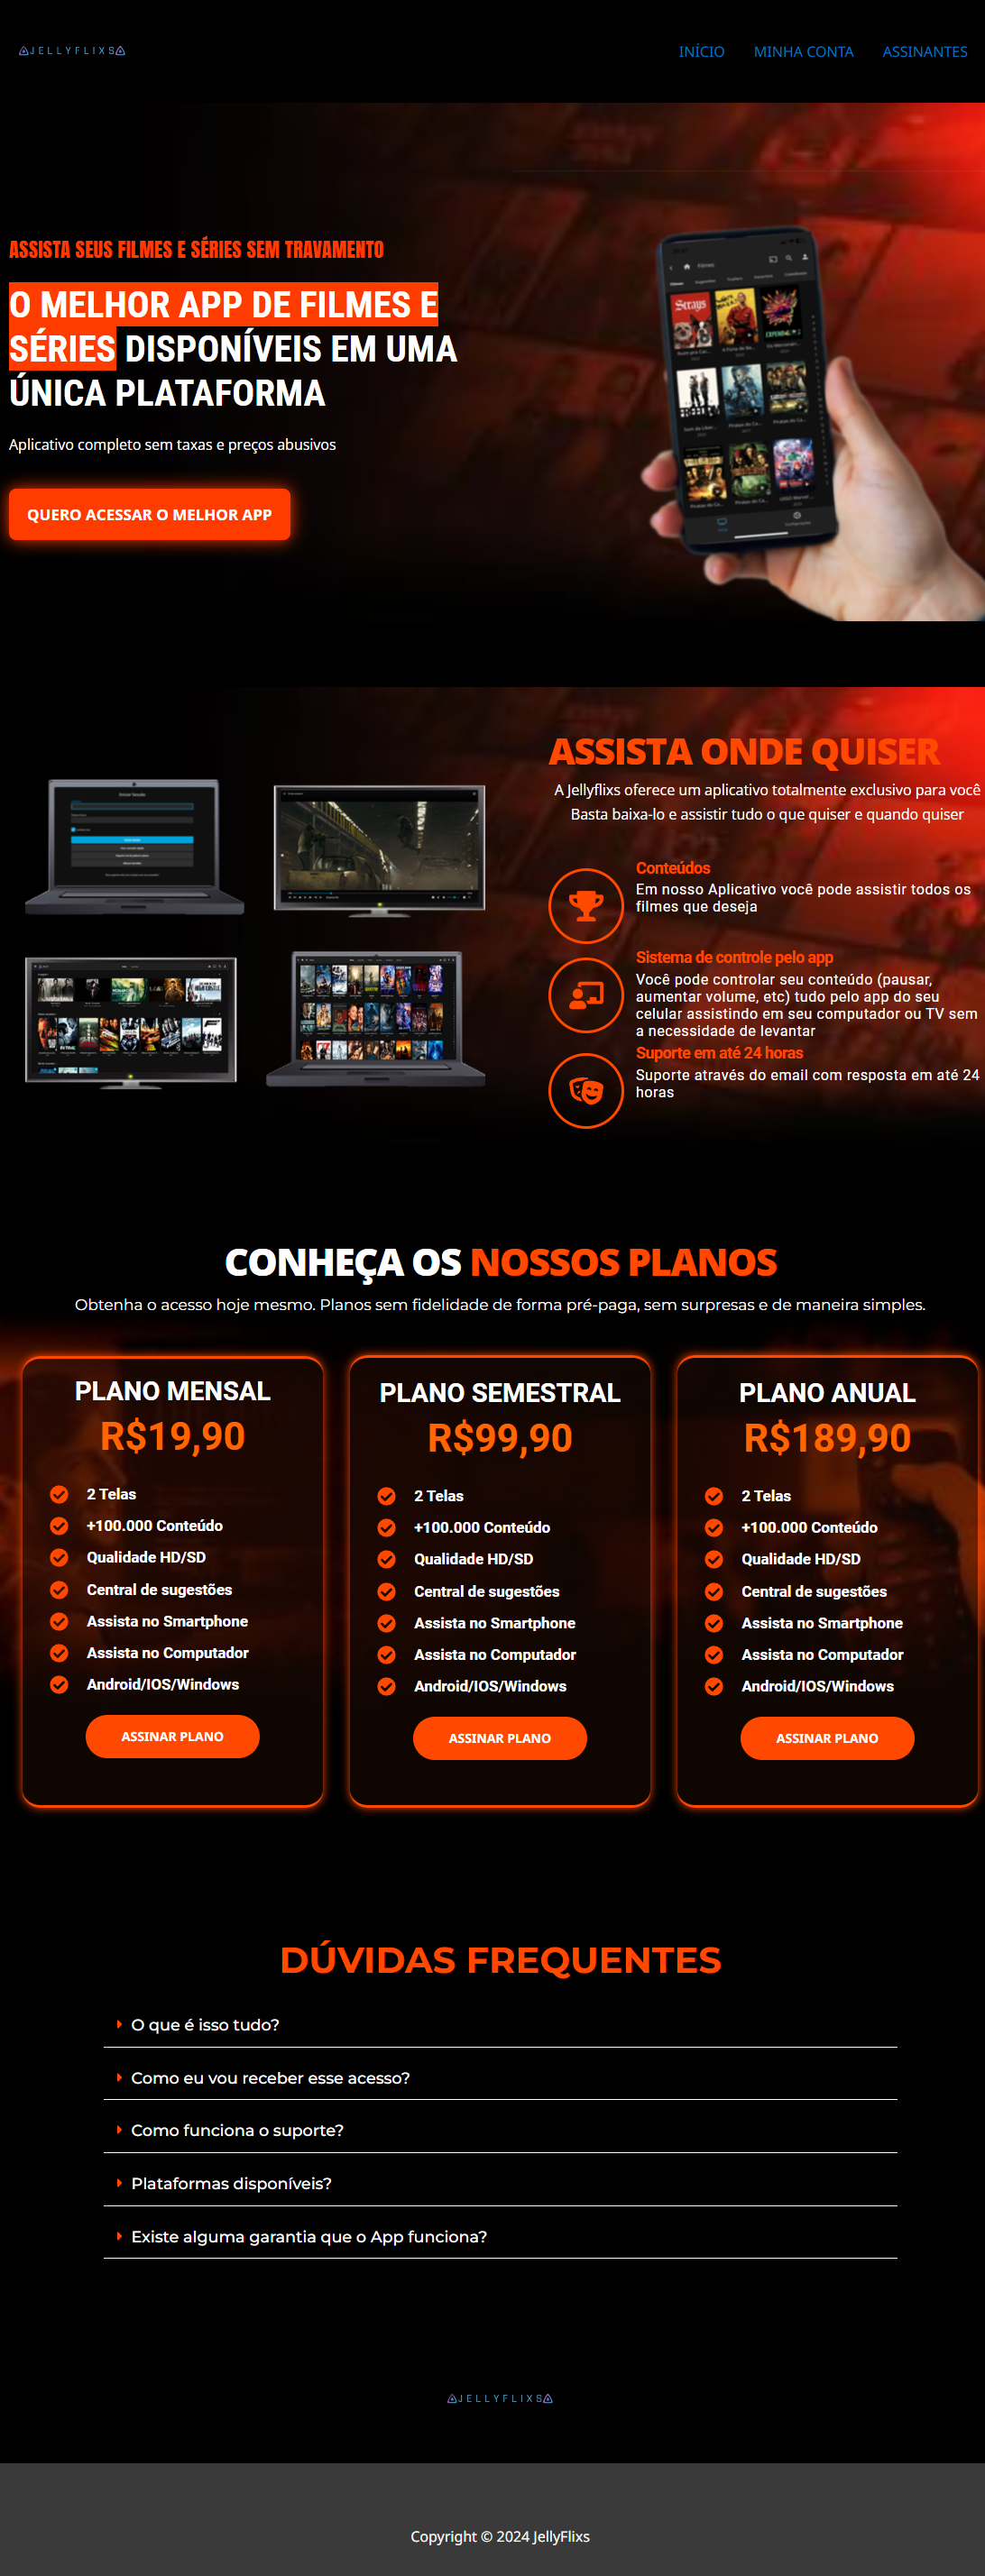 JELLYFLIXS
INÍCIO
MINHA CONTA
ASSINANTES
ASSISTA SEUS FILMES E SÉRIES SEM TRAVAMENTO
O MELHOR APP DE FILMES E
SÉRIES DISPONÍVEIS EM UMA
ÚNICA PLATAFORMA
Aplicativo completo sem taxas e preços abusivos
QUERO ACESSAR O MELHOR APP
Filmes
Strays
ASSISTA ONDE QUISER
A Jellyflixs oferece um aplicativo totalmente exclusivo para você
Basta baixa-lo e assistir tudo o que quiser e quando quiser
Conteúdos
Em nosso Aplicativo você pode assistir todos os
filmes que deseja
Sistema de controle pelo app
Você pode controlar seu conteúdo (pausar,
aumentar volume, etc) tudo pelo app do seu
celular assistindo em seu computador ou TV sem
a necessidade de levantar
Suporte em até 24 horas
Suporte através do email com resposta em até 24
horas
CONHEÇA OS NOSSOS PLANOS
Obtenha o acesso hoje mesmo. Planos sem fidelidade de forma pré-paga, sem surpresas e de maneira simples.
PLANO MENSAL
R$19,90
2 Telas
+100.000 Conteúdo
Qualidade HD/SD
Central de sugestões
Assista no Smartphone
Assista no Computador
Android/IOS/Windows
ASSINAR PLANO
PLANO SEMESTRAL
R$99,90
2 Telas
+100.000 Conteúdo
Qualidade HD/SD
Central de sugestões
Assista no Smartphone
Assista no Computador
Android/IOS/Windows
ASSINAR PLANO
PLANO ANUAL
R$189,90
2 Telas
+100.000 Conteúdo
Qualidade HD/SD
Central de sugestões
Assista no Smartphone
Assista no Computador
Android/IOS/Windows
ASSINAR PLANO
DÚVIDAS FREQUENTES
O que é isso tudo?
Como eu vou receber esse acesso?
Como funciona o suporte?
Plataformas disponíveis?
Existe alguma garantia que o App funciona?
JELLYFLIXS
Copyright © 2024 JellyFlixs